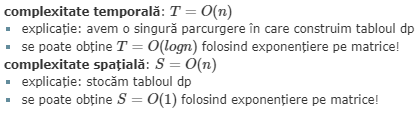 complexitate temporală: T = O(n)
explicație: avem o singură parcurgere în care construim tabloul dp
se poate obține T = O(logn) folosind exponențiere pe matrice!
complexitate spațială: S = O(n)
explicație: stocăm tabloul dp
se poate obține S = O(1) folosind exponențiere pe matrice!